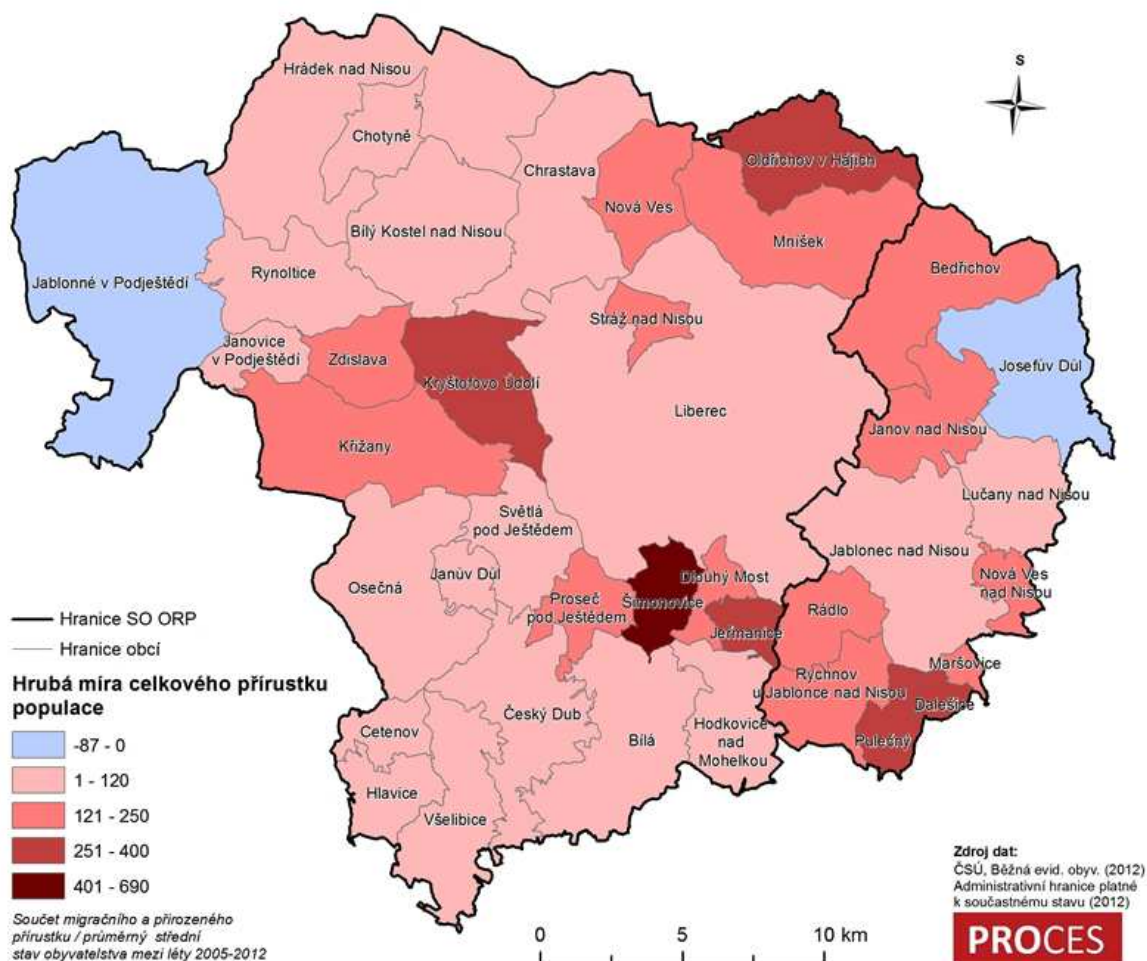 S
Hrádek nad Nisou
Chotyně
Chrastava
Oldřichov v Hájích
Nová Ves
Bílý Kostel nad Nisou
Mníšek
Bedřichov
Rynoltice
Jablonné v Podještědí
Stráž nad Nisou
Janovice
v Podještědí
Zdislava
Kryštofovo Údolí
Josefův Důl
Liberec
Janov nad Nisou
Křižany
Lučany nad Nisou
Světlá
pod Ještědem
Jablonec nad Nisou
Osečná
Janův Důl
Dlouhý Most
Nová Ves
nad Nisou
Proseč
pod Ještědem
Šimonovice
Rádlo
Jeřmanice
Maršovice
Rychnov
u Jablonce nad Nisou
Dalešice
Český Dub
Pulečný
Cetenov
Bílá
Hodkovice
nad
Mohelkou
Hlavice
Všelibice
Hranice SO ORP
Hranice obcí
Hrubá míra celkového přírustku
populace
-87 - 0
1 - 120
121 - 250
251 - 400
401 - 690
Součet migračního a přirozeného
přírustku / průměrný střední
stav obyvatelstva mezi léty 2005-2012
0 5 10 km
Zdroj dat:
ČSÚ, Běžná evid. obyv. (2012)
Administrativní hranice platné
k součastnému stavu (2012)
PROCES